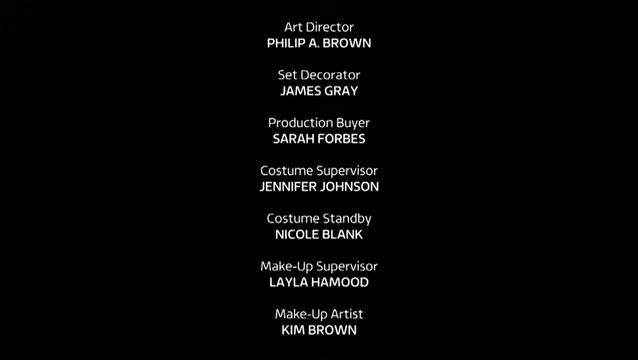 Art Director
PHILIP A. BROWN
Set Decorator
JAMES GRAY
Production Buyer
SARAH FORBES
Costume Supervisor
JENNIFER JOHNSON
Costume Standby
NICOLE BLANK
Make-Up Supervisor
LAYLA HAMOOD
Make-Up Artist
KIM BROWN